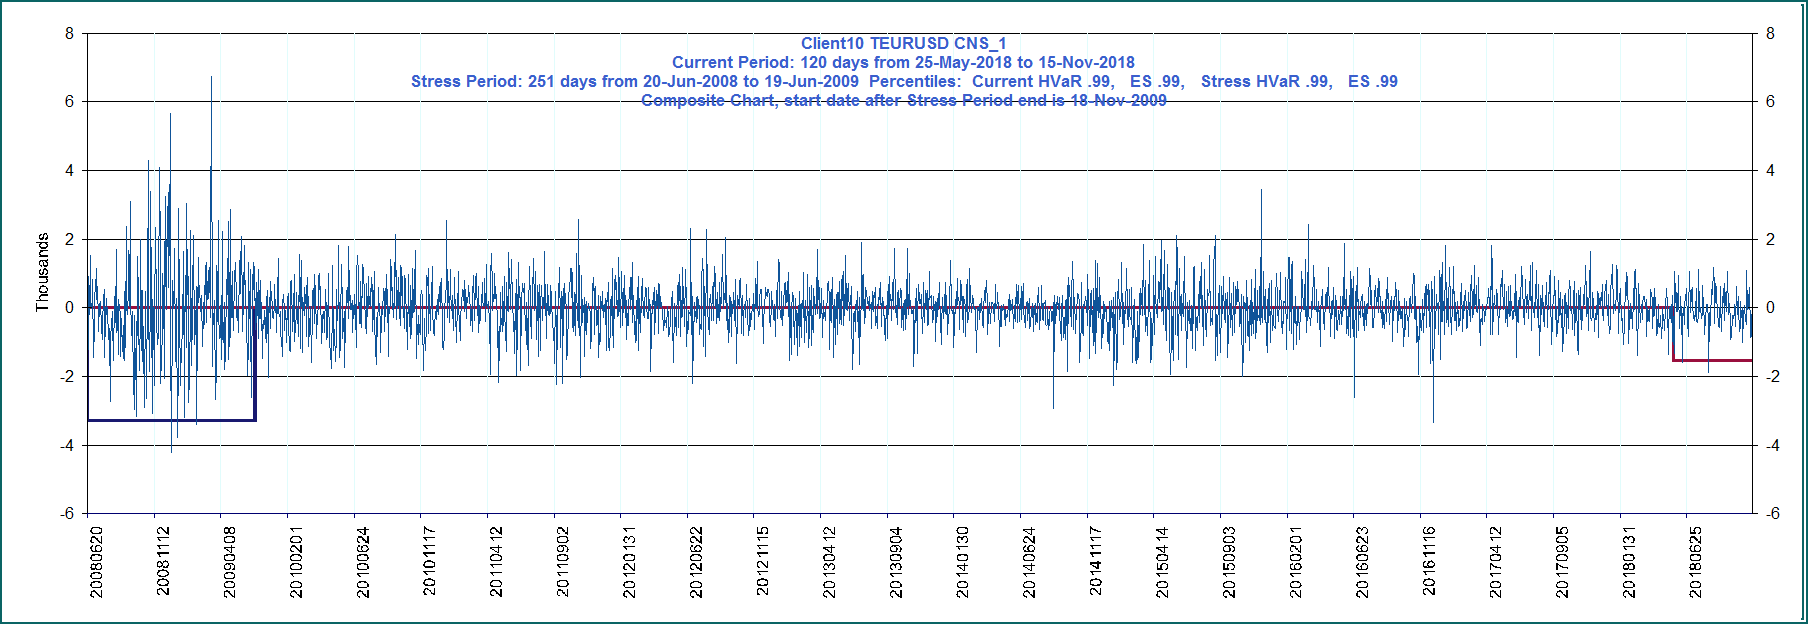 Client10 TEURUSD CNS_1
Current Period: 120 days from 25-May-2018 to 15-Nov-2018
Stress Period: 251 days from 20-Jun-2008 to 19-Jun-2009  Percentiles:  Current HVaR .99,   ES .99,   Stress HVaR .99,   ES .99
Composite Chart, start date after Stress Period end is 18-Nov-2009
Thousands
8 8
6 6
4 4
2 2
0 0
-2 -2
-4 -4
-6 -6
20080620 20081112 20090408 20100201 20100624 20101117 20110412 20110902 20120131 20120622 20121115 20130412 20130904 20140130 20140624 20141117 20150414 20150903 20160201 20160623 20161116 20170412 20170905 20180131 20180625